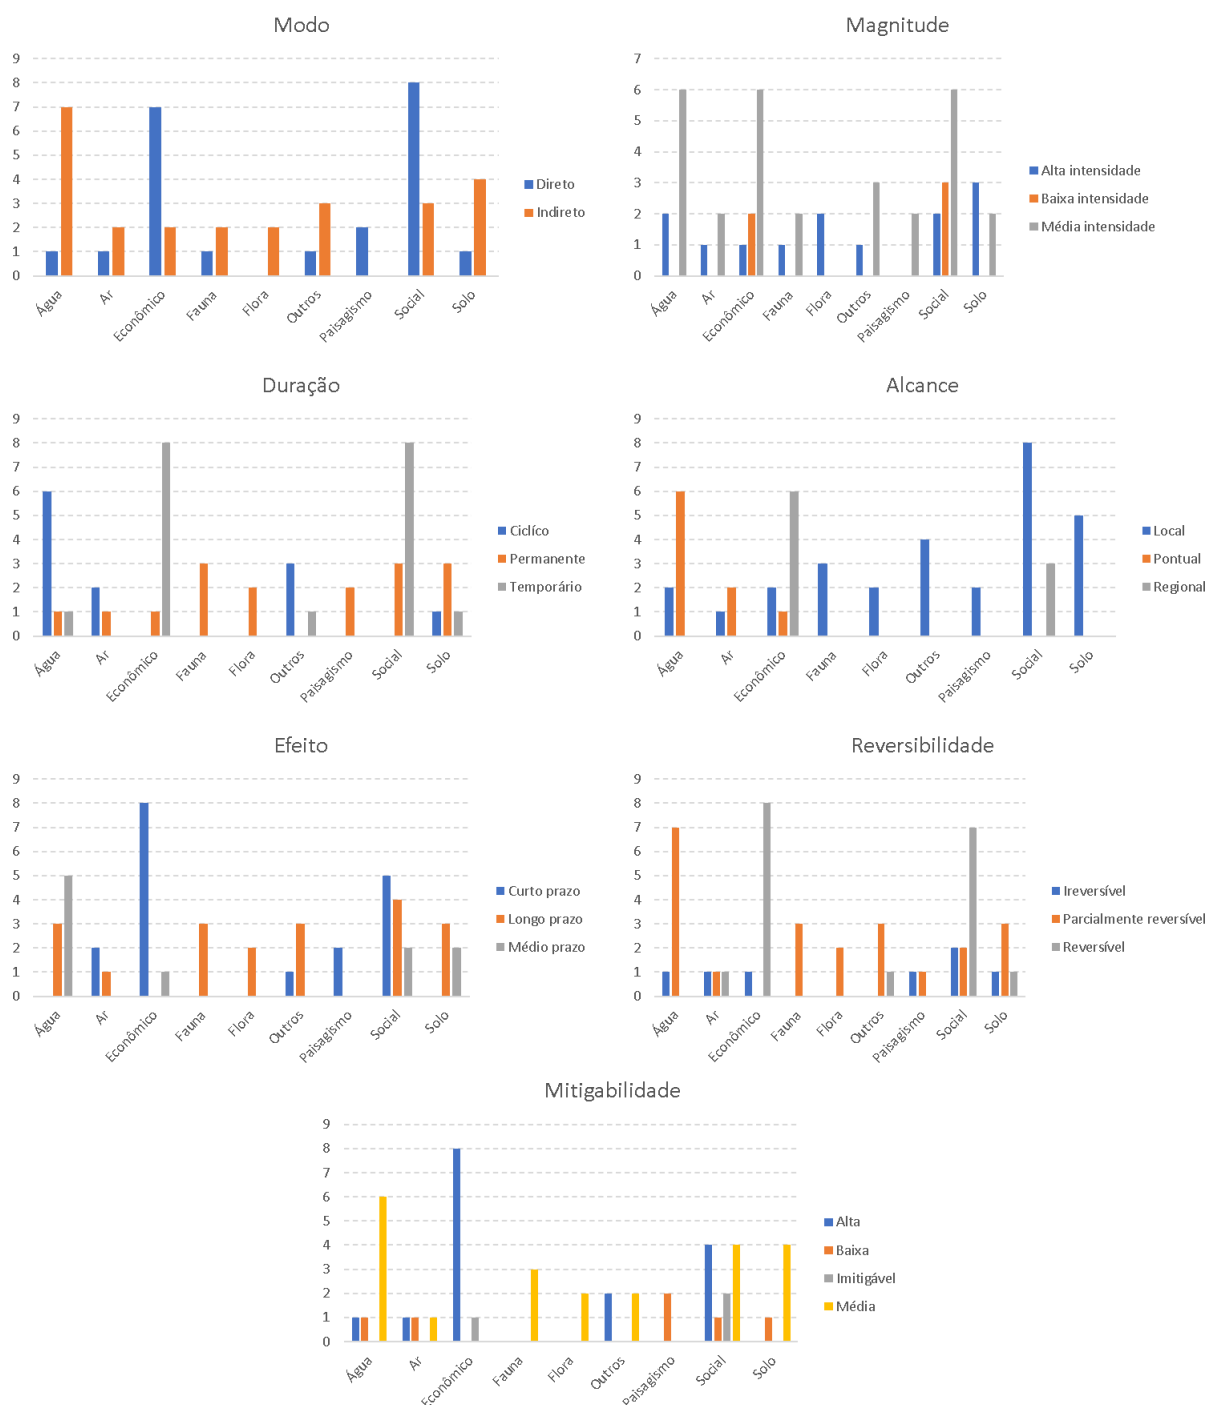 Modo
9
8
7
6
5
4
3
2
1
0
Água
Ar
Econômico
Fauna
Flora
Outros
Paisagismo
Social
Solo
Direto
Indireto
Magnitude
7
6
5
4
3
2
1
0
Água
Ar
Econômico
Fauna
Flora
Outros
Paisagismo
Social
Solo
Alta intensidade
Baixa intensidade
Média intensidade
Duração
9
8
7
6
5
4
3
2
1
0
Água
Ar
Econômico
Fauna
Flora
Outros
Paisagismo
Social
Solo
Ciclíco
Permanente
Temporário
Alcance
9
8
7
6
5
4
3
2
1
0
Água
Ar
Econômico
Fauna
Flora
Outros
Paisagismo
Social
Solo
Local
Pontual
Regional
Efeito
9
8
7
6
5
4
3
2
1
0
Água
Ar
Econômico
Fauna
Flora
Outros
Paisagismo
Social
Solo
Curto prazo
Longo prazo
Médio prazo
Reversibilidade
9
8
7
6
5
4
3
2
1
0
Água
Ar
Econômico
Fauna
Flora
Outros
Paisagismo
Social
Solo
Ireversível
Parcialmente reversível
Reversível
Mitigabilidade
9
8
7
6
5
4
3
2
1
0
Água
Ar
Econômico
Fauna
Flora
Outros
Paisagismo
Social
Solo
Alta
Baixa
Imitigável
Média